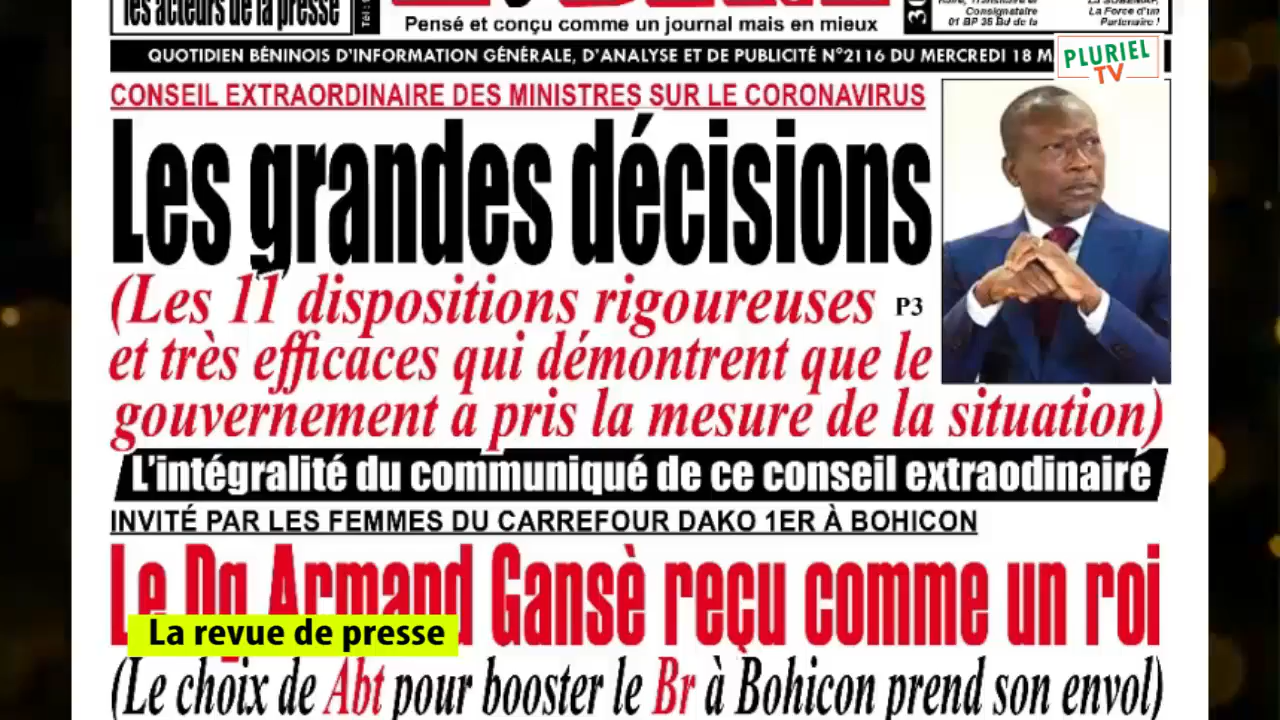 les acteurs de la presse
Pensé et conçu comme un journal mais en mieux
Consignataire
01 BP 35 Bd de la
La Force d'un
Partenaire !
QUOTIDIEN BÉNINOIS D'INFORMATION GÉNÉRALE, D'ANALYSE ET DE PUBLICITÉ N°2116 DU MERCREDI 18 M
PLURIEL
TV
CONSEIL EXTRAORDINAIRE DES MINISTRES SUR LE CORONAVIRUS
Les grandes décisions
(Les 11 dispositions rigoureuses P3
et très efficaces qui démontrent que le
gouvernement a pris la mesure de la situation)
L'intégralité du communiqué de ce conseil extraodinaire
INVITÉ PAR LES FEMMES DU CARREFOUR DAKO 1ER À BOHICON
Le Dg Armand Gansè reçu comme un roi
La revue de presse
(Le choix de Abt pour booster le Br à Bohicon prend son envol)